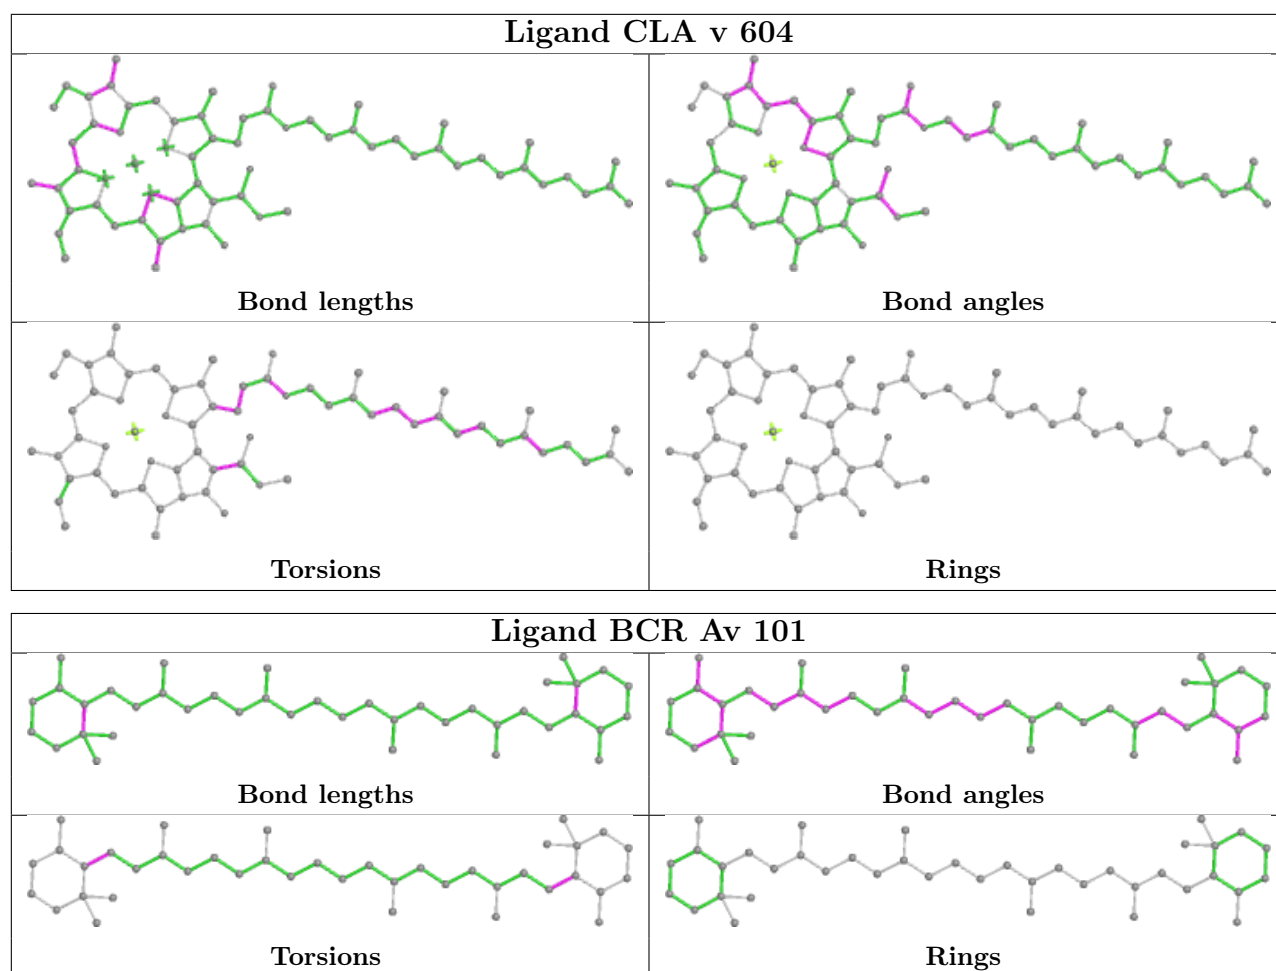 Ligand CLA v 604
Bond lengths
Bond angles
Torsions
Rings
Ligand BCR Av 101
Bond lengths
Bond angles
Torsions
Rings